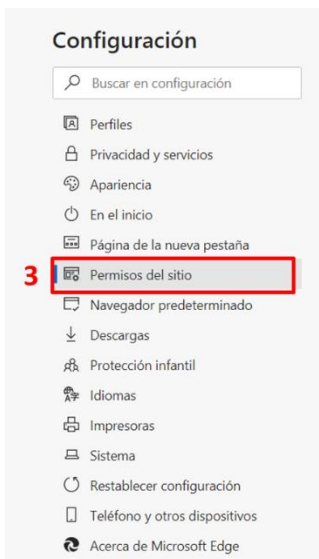 Configuración
Buscar en configuración
Perfiles
Privacidad y servicios
Apariencia
En el inicio
Página de la nueva pestaña
3 Permisos del sitio
Navegador predeterminado
Descargas
Protección infantil
Idiomas
Impresoras
Sistema
Restablecer configuración
Teléfono y otros dispositivos
Acerca de Microsoft Edge